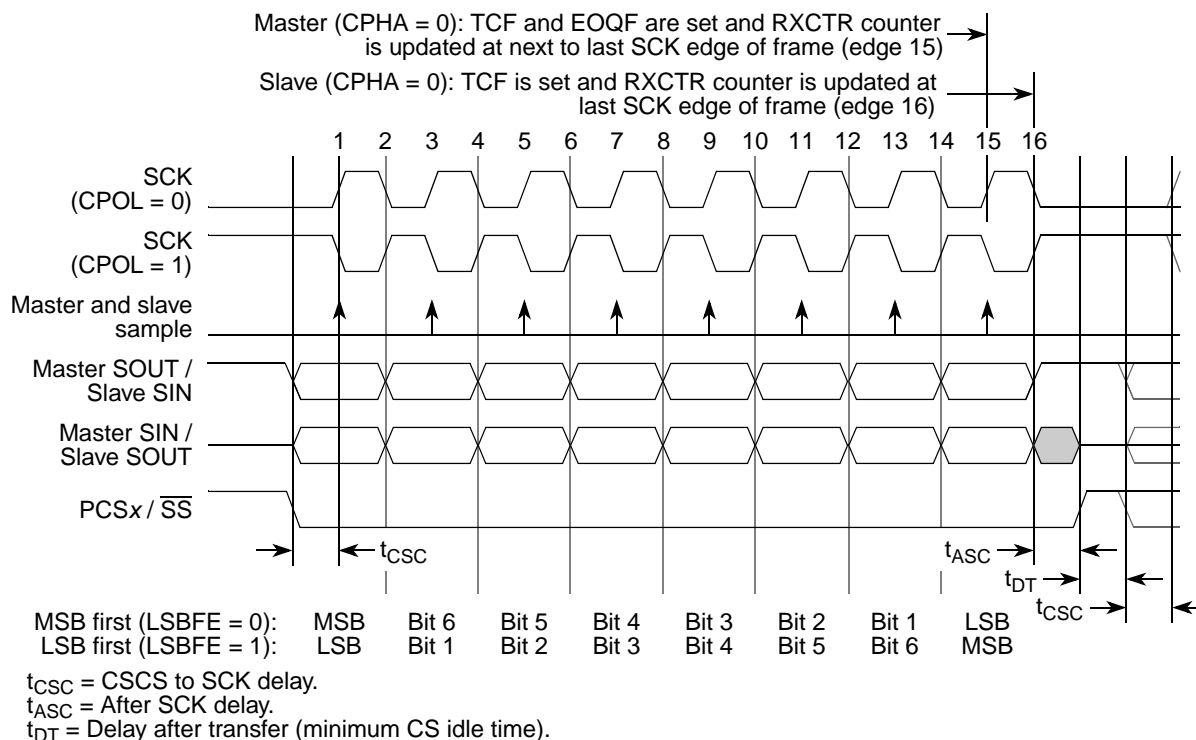 Master (CPHA = 0): TCF and EOQF are set and RXCTR counter
is updated at next to last SCK edge of frame (edge 15)
Slave (CPHA = 0): TCF is set and RXCTR counter is updated at
last SCK edge of frame (edge 16)
1 2 3 4 5 6 7 8 9 10 11 12 13 14 15 16
SCK
(CPOL = 0)
SCK
(CPOL = 1)
Master and slave
sample
Master SOUT /
Slave SIN
Master SIN /
Slave SOUT
PCSx / SS
tCSC
tASC
tDT
tCSC
MSB first (LSBFE = 0): MSB Bit 6 Bit 5 Bit 4 Bit 3 Bit 2 Bit 1 LSB
LSB first (LSBFE = 1): LSB Bit 1 Bit 2 Bit 3 Bit 4 Bit 5 Bit 6 MSB
tCSC = CSCS to SCK delay.
tASC = After SCK delay.
tDT = Delay after transfer (minimum CS idle time).